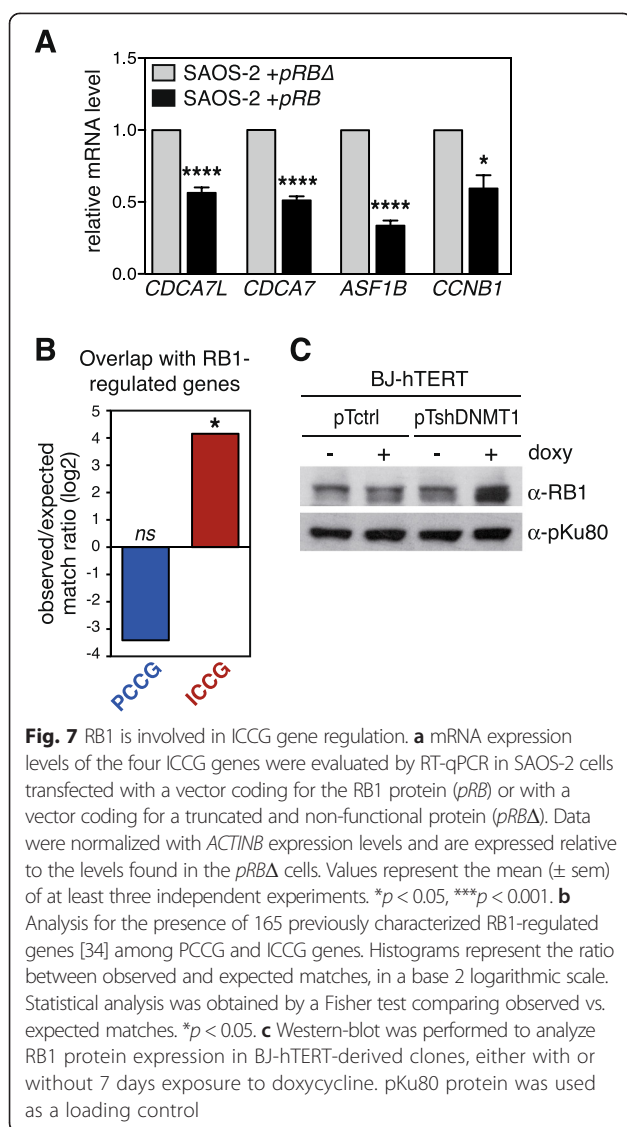 A
1.5
1.0
0.5
0.0
relative mRNA level
SAOS-2 +pRBΔ
SAOS-2 +pRB
****
****
****
*
CDCA7L CDCA7 ASF1B CCNB1
B
Overlap with RB1-
regulated genes
observed/expected
match ratio (log2)
5
4
3
2
1
0
-1
-2
-3
-4
ns
*
PCCG
ICCG
C
BJ-hTERT
pTctrl pTshDNMT1
- + - + doxy
α-RB1
α-pKu80
Fig. 7 RB1 is involved in ICCG gene regulation. a mRNA expression
levels of the four ICCG genes were evaluated by RT-qPCR in SAOS-2 cells
transfected with a vector coding for the RB1 protein (pRB) or with a
vector coding for a truncated and non-functional protein (pRBΔ). Data
were normalized with ACTINB expression levels and are expressed relative
to the levels found in the pRBΔ cells. Values represent the mean (± sem)
of at least three independent experiments. *p < 0.05, ***p < 0.001. b
Analysis for the presence of 165 previously characterized RB1-regulated
genes [34] among PCCG and ICCG genes. Histograms represent the ratio
between observed and expected matches, in a base 2 logarithmic scale.
Statistical analysis was obtained by a Fisher test comparing observed vs.
expected matches. *p < 0.05. c Western-blot was performed to analyze
RB1 protein expression in BJ-hTERT-derived clones, either with or
without 7 days exposure to doxycycline. pKu80 protein was used
as a loading control